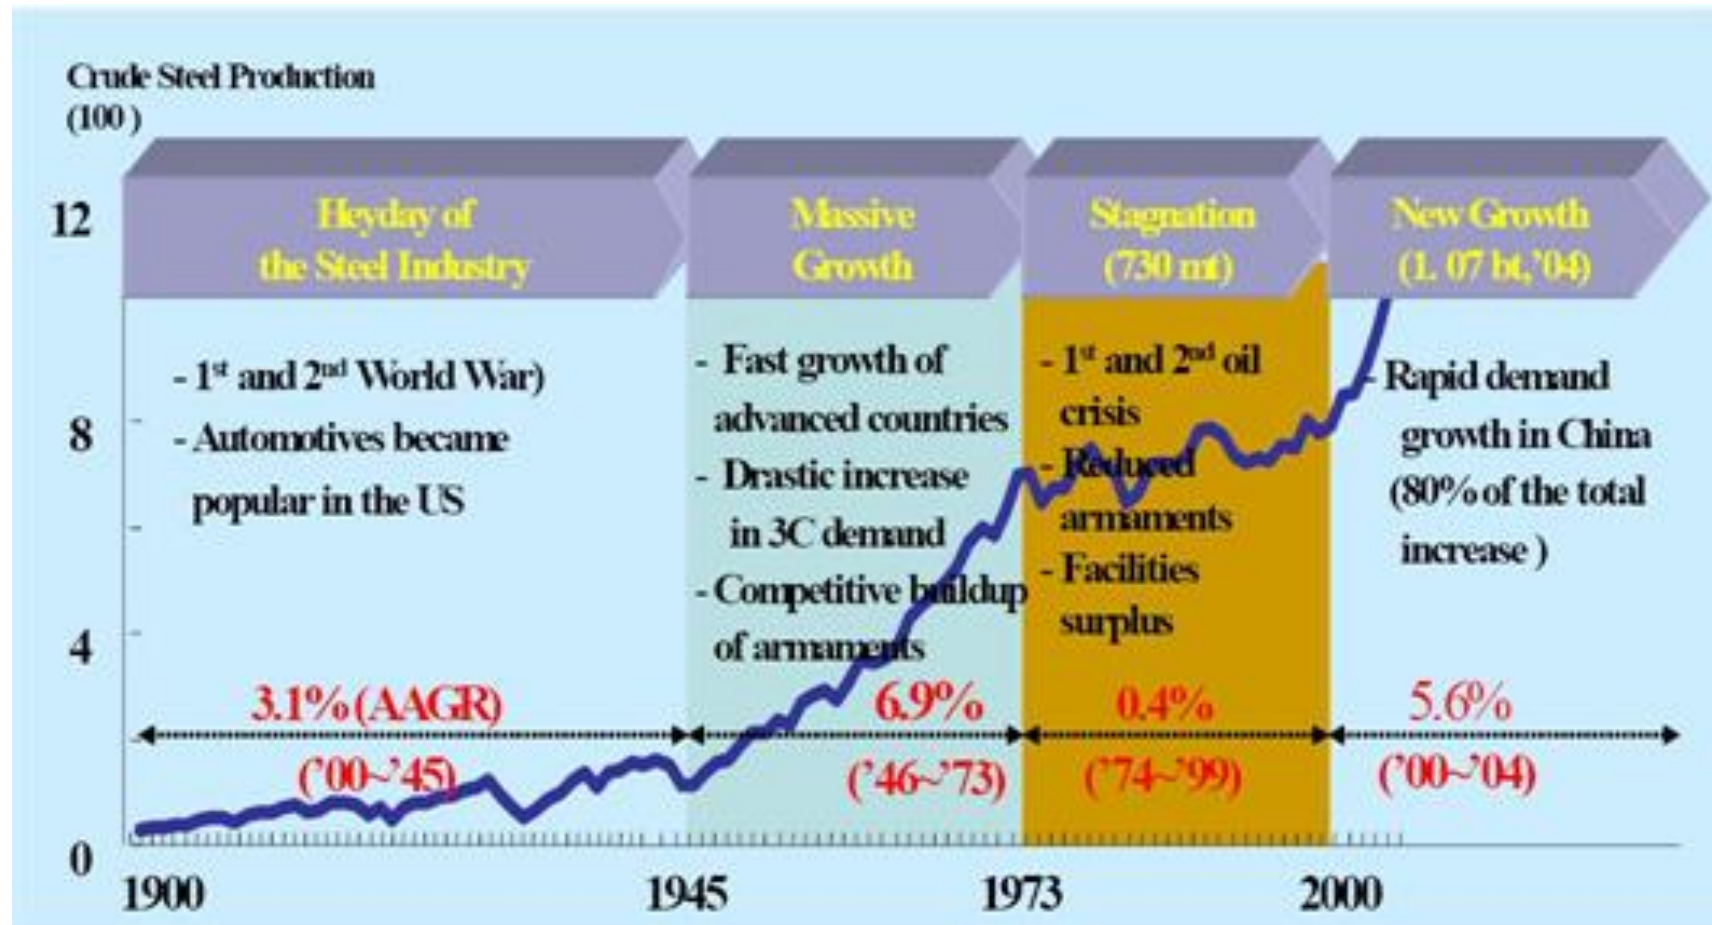 Crude Steel Production
(100 )
Heyday of
the Steel Industry
Massive
Growth
Stagnation
(730 mt)
New Growth
(1. 07 bt,'04)
12
8
4
0
- 1st and 2nd World War)
- Automotives became
popular in the US
- Fast growth of
advanced countries
- Drastic increase
in 3C demand
- Competitive buildup
of armaments
- 1st and 2nd oil
crisis
- Reduced
armaments
- Facilities
surplus
- Rapid demand
growth in China
(80% of the total
increase )
3.1% (AAGR)
('00~'45)
6.9%
('46~'73)
0.4%
('74~'99)
5.6%
('00~'04)
1900
1945
1973
2000